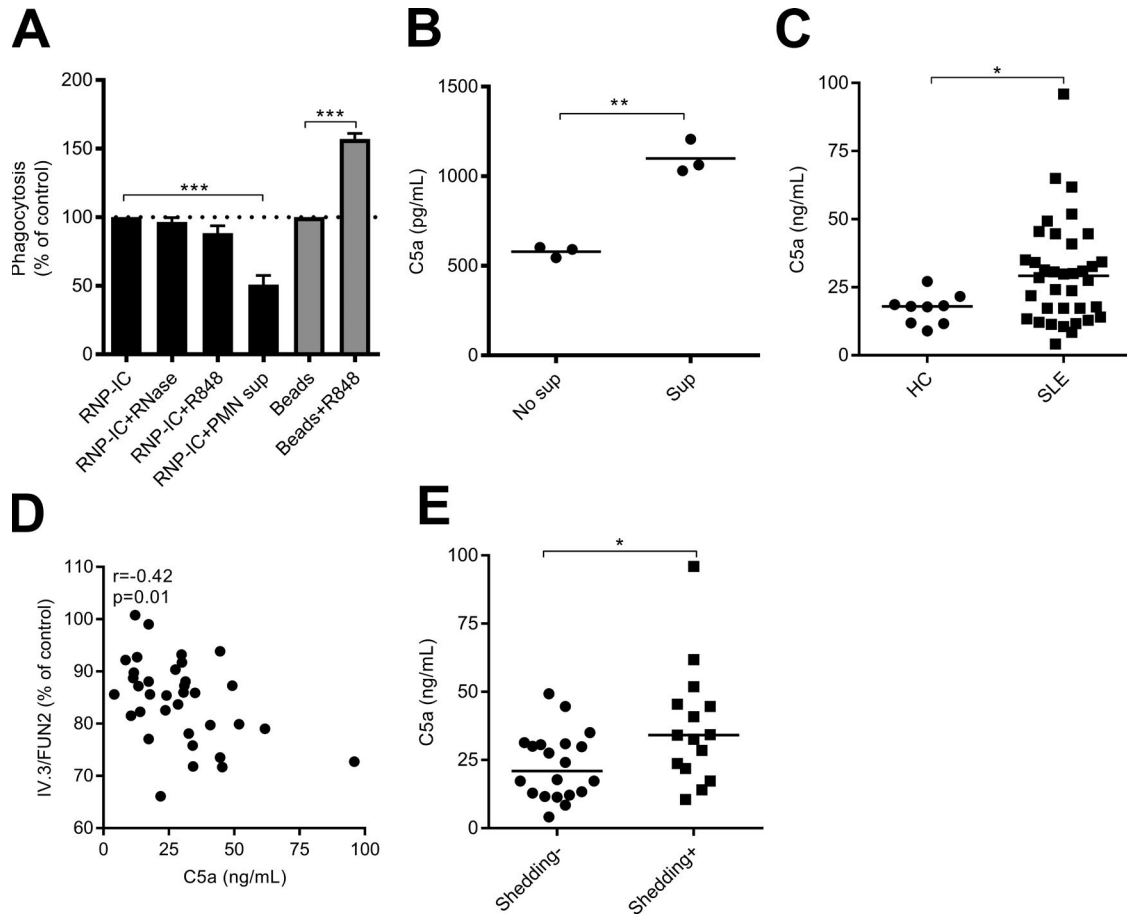 A
Phagocytosis
(% of control)
200
150
100
50
0
***
***
RNP-IC
RNP-IC+RNase
RNP-IC+R848
RNP-IC+PMN sup
Beads
Beads+R848
B
C5a (pg/mL)
1500
1000
500
0
**
No sup
Sup
C
C5a (ng/mL)
100
75
50
25
0
*
HC
SLE
D
IV.3/FUN2 (% of control)
110
100
90
80
70
60
r=-0.42
p=0.01
0 25 50 75 100
C5a (ng/mL)
E
C5a (ng/mL)
100
75
50
25
0
*
Shedding-
Shedding+